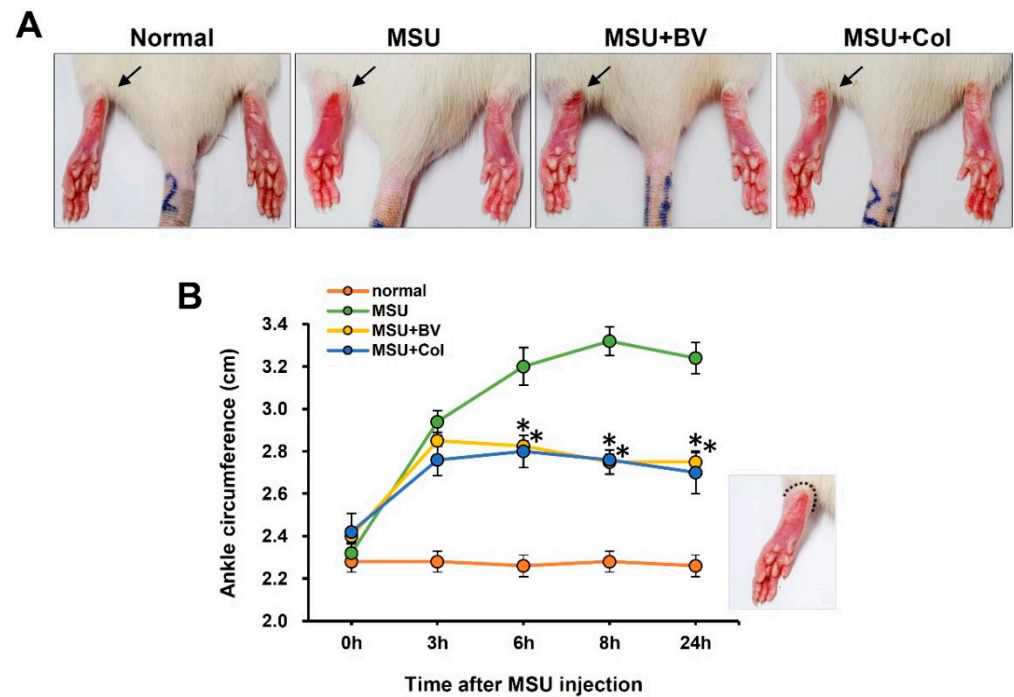 A
Normal MSU MSU+BV MSU+Col
2
B
normal
MSU
MSU+BV
MSU+Col
3.4
3.2
3.0
2.8
2.6
2.4
2.2
2.0
Ankle circumference (cm)
* * * * * *
0h 3h 6h 8h 24h
Time after MSU injection